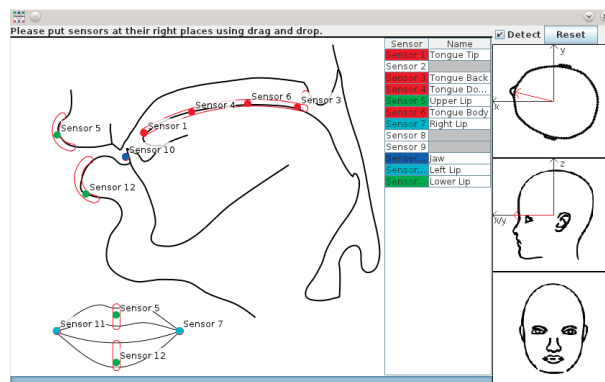 Please put sensors at their right places using drag and drop.
Detect
Reset
Sensor Name
Sensor 1 Tongue Tip
Sensor 2
Sensor 3 Tongue Back
Sensor 4 Tongue Do...
Sensor 5 Upper Lip
Sensor 6 Tongue Body
Sensor 7 Right Lip
Sensor 8
Sensor 9
Sensor... Jaw
Sensor... Left Lip
Sensor... Lower Lip
Sensor 6
Sensor 4
Sensor 3
Sensor 5
Sensor 1
Sensor 10
Sensor 12
Sensor 5
Sensor 11
Sensor 7
Sensor 12
y
x
z
x/y